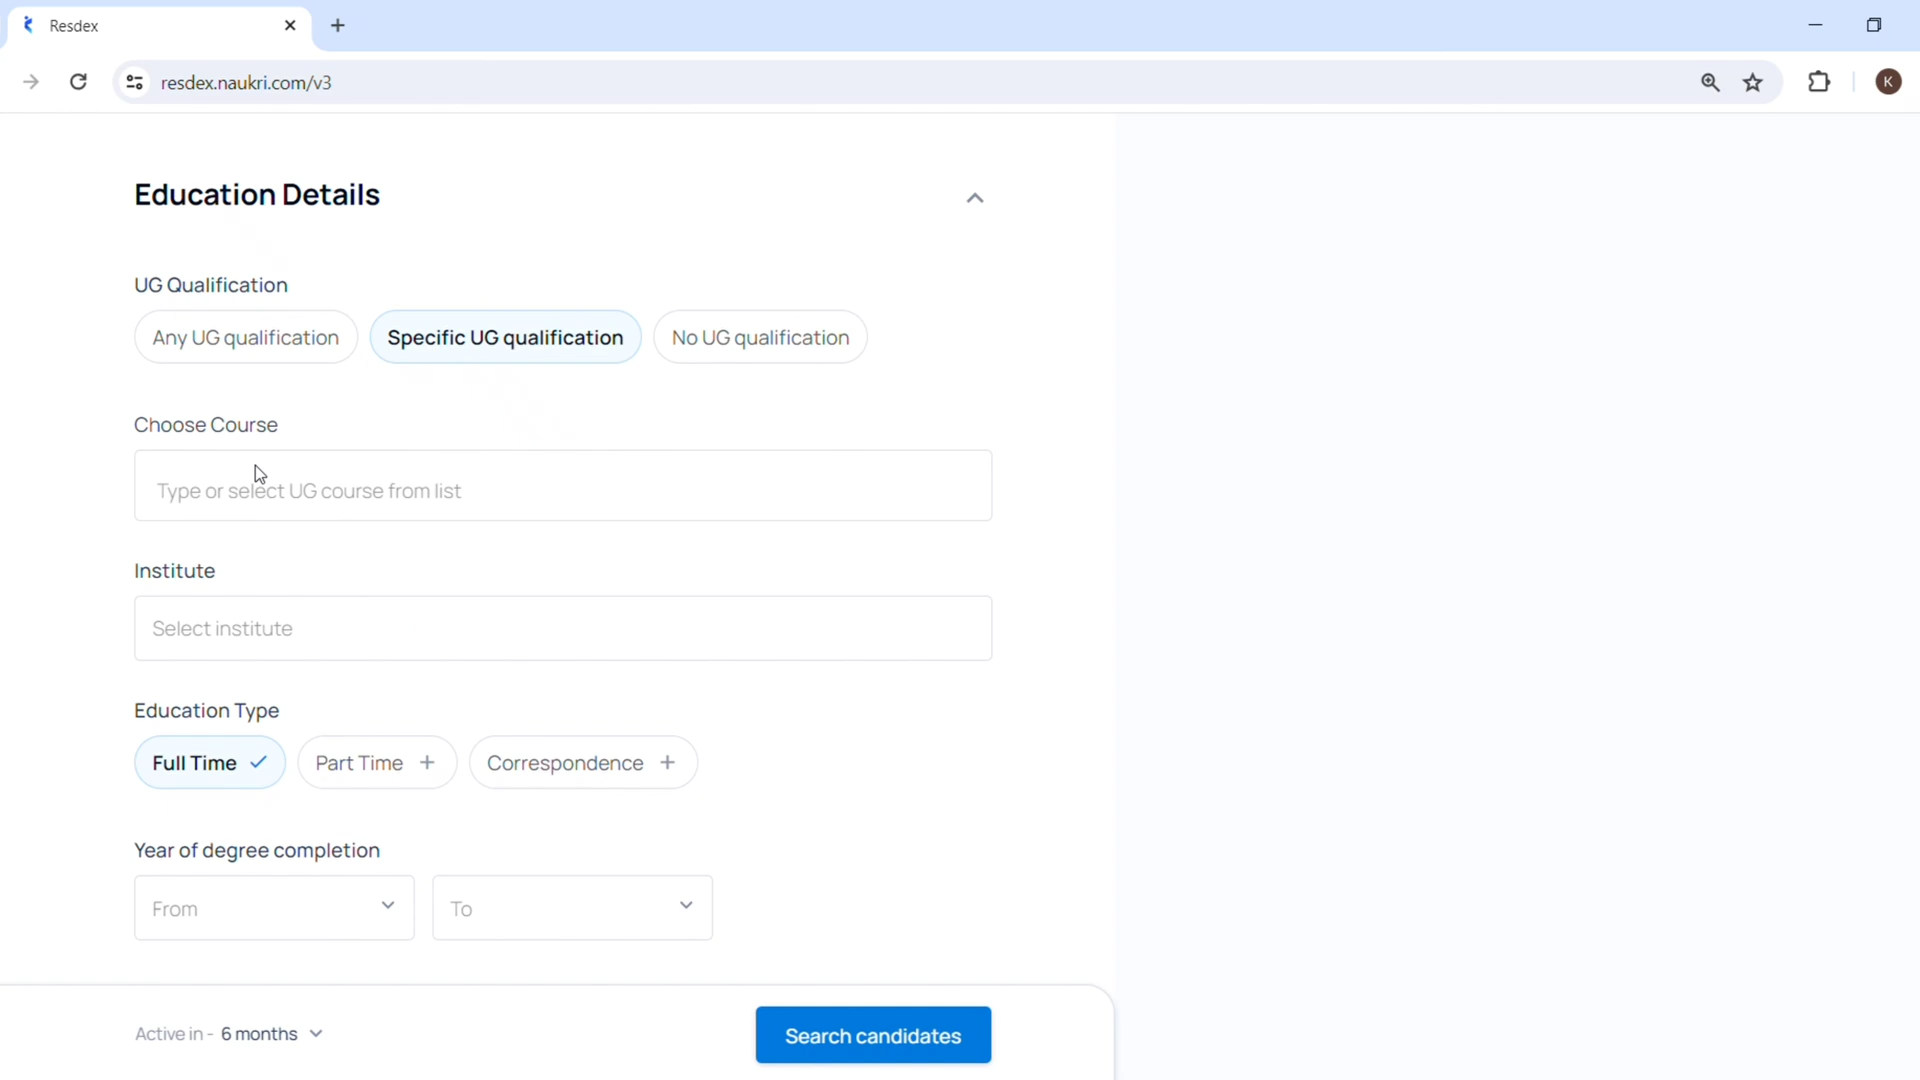 Resdex
resdex.naukri.com/v3
K
Education Details
UG Qualification
Any UG qualification
Specific UG qualification
No UG qualification
Choose Course
Type or select UG course from list
Institute
Select institute
Education Type
Full Time
Part Time
Correspondence
Year of degree completion
From
To
Active in - 6 months
Search candidates